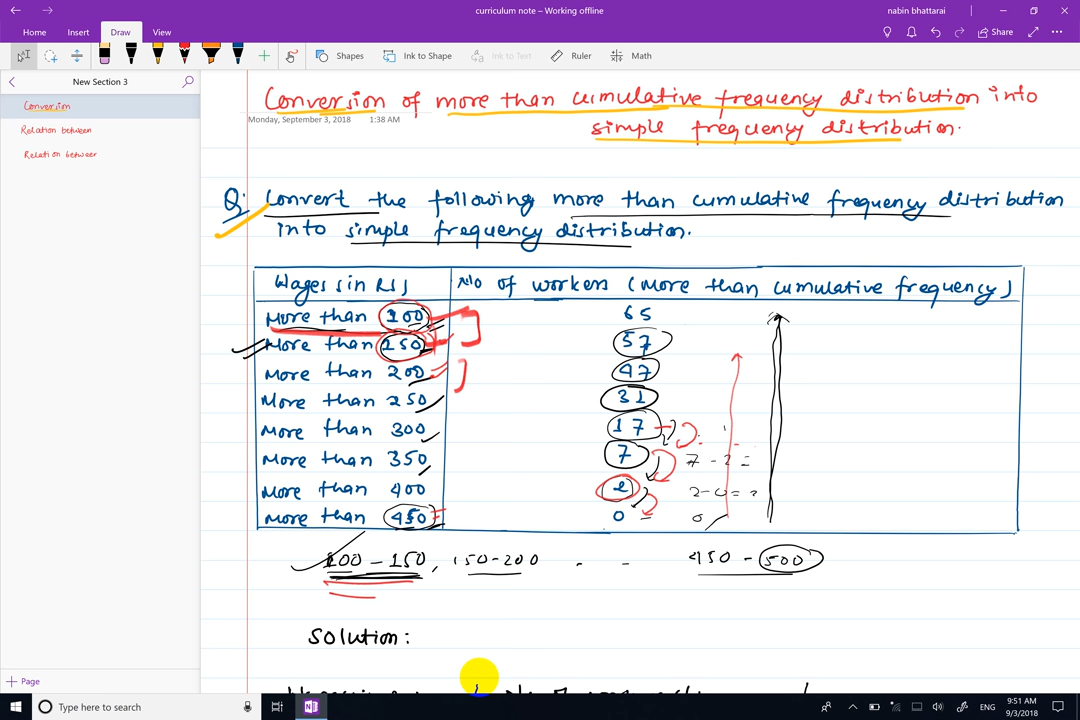 curriculum note – Working offline
nabin bhattarai
Home Insert Draw View
Share
Shapes Ink to Shape Ink to Text Ruler Math
New Section 3
Conversion
Relation between
Relation between
Conversion of more than cumulative frequency distribution into
Monday, September 3, 2018 1:38 AM
simple frequency distribution.
Q. Convert the following more than cumulative frequency distribution
into simple frequency distribution.
Wages (in RS) No of workers (More than cumulative frequency)
More than 100 65
More than 150 57
More than 200 47
More than 250 31
More than 300 17
More than 350 7 7 - 2 =
More than 400 2 2 - 0 = 2
More than 450 0 = 0
100 - 150, 150-200 - - 450 - 500
Solution:
Page
Type here to search
ENG
9:51 AM
9/3/2018